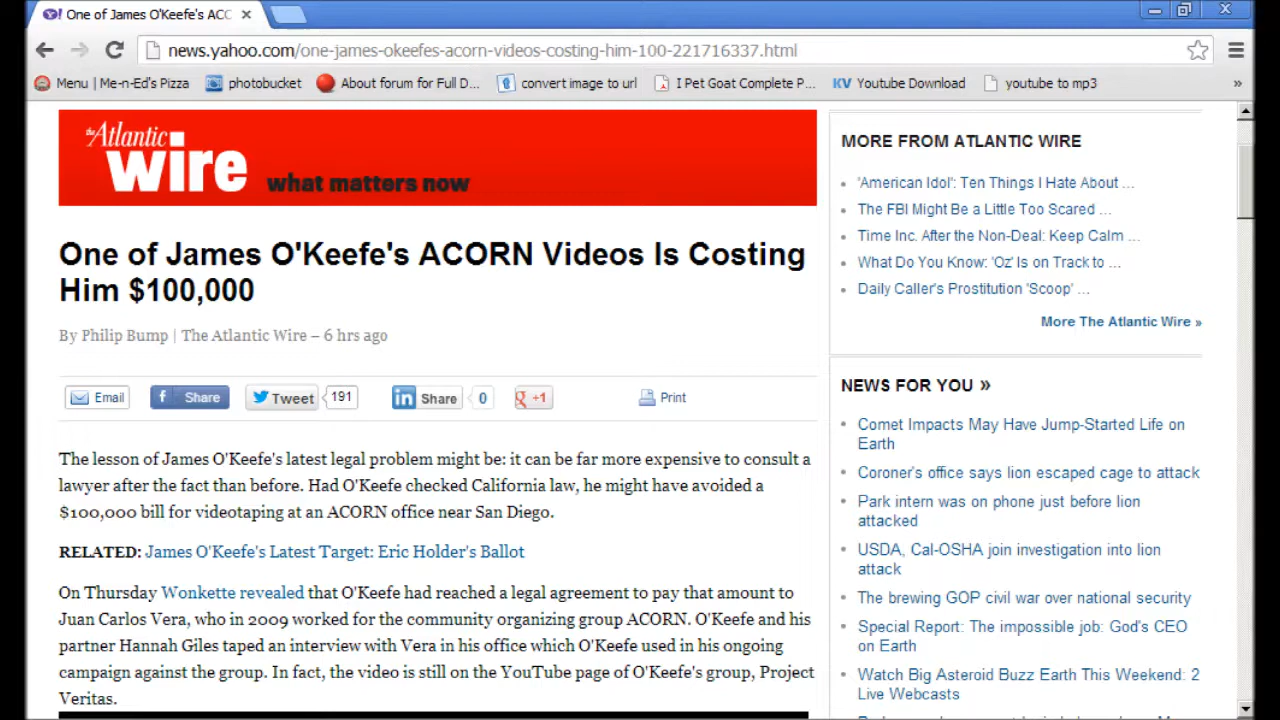 One of James O'Keefe's ACC
news.yahoo.com/one-james-okeefes-acorn-videos-costing-him-100-221716337.html
Menu | Me-n-Ed's Pizza photobucket About forum for Full D... convert image to url I Pet Goat Complete P... KV Youtube Download youtube to mp3 »
the Atlantic
wire what matters now
One of James O'Keefe's ACORN Videos Is Costing
Him $100,000
By Philip Bump | The Atlantic Wire – 6 hrs ago
Email f Share Tweet 191 in Share 0 g +1 Print
The lesson of James O'Keefe's latest legal problem might be: it can be far more expensive to consult a
lawyer after the fact than before. Had O'Keefe checked California law, he might have avoided a
$100,000 bill for videotaping at an ACORN office near San Diego.
RELATED: James O'Keefe's Latest Target: Eric Holder's Ballot
On Thursday Wonkette revealed that O'Keefe had reached a legal agreement to pay that amount to
Juan Carlos Vera, who in 2009 worked for the community organizing group ACORN. O'Keefe and his
partner Hannah Giles taped an interview with Vera in his office which O'Keefe used in his ongoing
campaign against the group. In fact, the video is still on the YouTube page of O'Keefe's group, Project
Veritas.
MORE FROM ATLANTIC WIRE
'American Idol': Ten Things I Hate About ...
The FBI Might Be a Little Too Scared ...
Time Inc. After the Non-Deal: Keep Calm ...
What Do You Know: 'Oz' Is on Track to ...
Daily Caller's Prostitution 'Scoop' ...
More The Atlantic Wire »
NEWS FOR YOU »
Comet Impacts May Have Jump-Started Life on
Earth
Coroner's office says lion escaped cage to attack
Park intern was on phone just before lion
attacked
USDA, Cal-OSHA join investigation into lion
attack
The brewing GOP civil war over national security
Special Report: The impossible job: God's CEO
on Earth
Watch Big Asteroid Buzz Earth This Weekend: 2
Live Webcasts